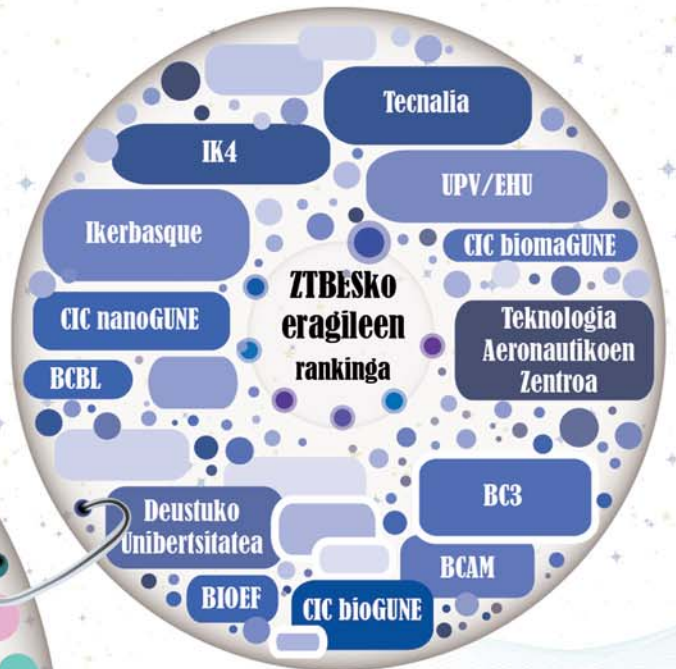 Tecnalia
IK4
UPV/EHU
Ikerbasque
CIC biomaGUNE
ZTBESko
eragileen
rankinga
CIC nanoGUNE
Teknologia
Aeronautikoen
Zentroa
BCBL
BC3
Deustuko
Unibertsitatea
BCAM
BIOEF
CIC bioGUNE